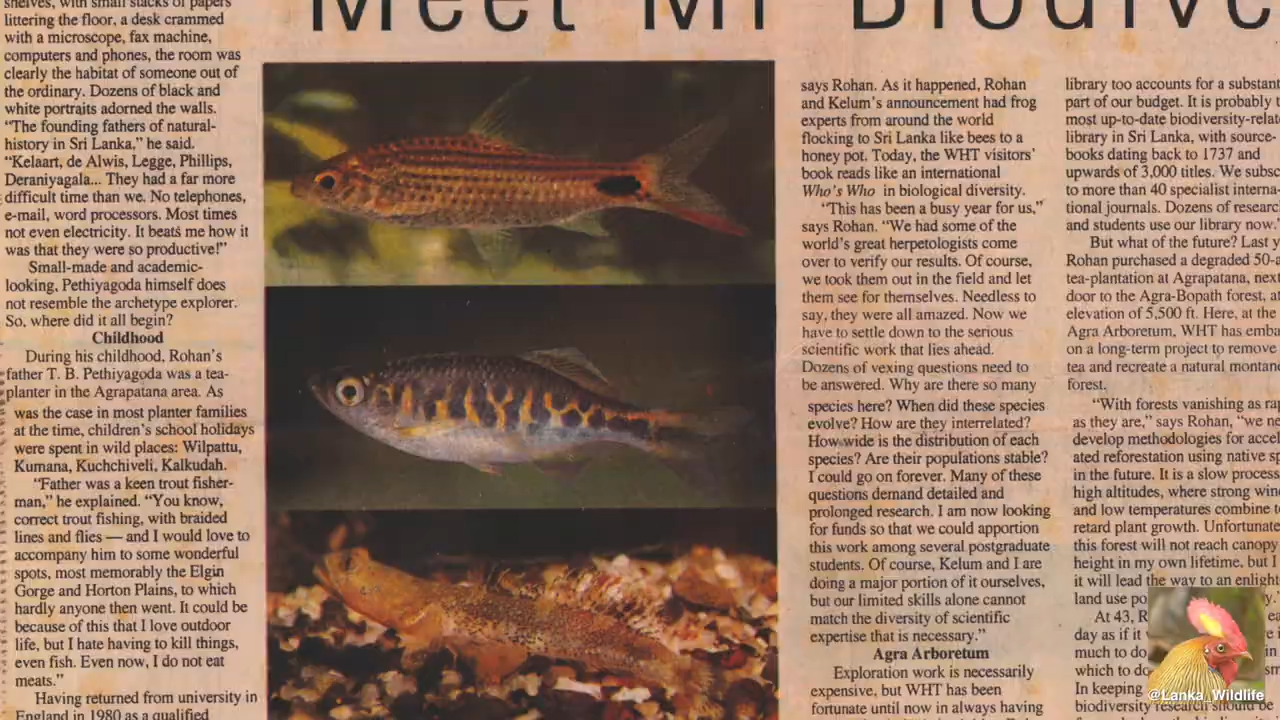 Meet Mr Biodive
shelves, with small stacks of papers
littering the floor, a desk crammed
with a microscope, fax machine,
computers and phones, the room was
clearly the habitat of someone out of
the ordinary. Dozens of black and
white portraits adorned the walls.
“The founding fathers of natural-
history in Sri Lanka,” he said.
“Kelaart, de Alwis, Legge, Phillips,
Deraniyagala... They had a far more
difficult time than we. No telephones,
e-mail, word processors. Most times
not even electricity. It beats me how it
was that they were so productive!”
Small-made and academic-
looking, Pethiyagoda himself does
not resemble the archetype explorer.
So, where did it all begin?
Childhood
During his childhood, Rohan’s
father T. B. Pethiyagoda was a tea-
planter in the Agrapatana area. As
was the case in most planter families
at the time, children’s school holidays
were spent in wild places: Wilpattu,
Kumana, Kuchchiveli, Kalkudah.
“Father was a keen trout fisher-
man,” he explained. “You know,
correct trout fishing, with braided
lines and flies — and I would love to
accompany him to some wonderful
spots, most memorably the Elgin
Gorge and Horton Plains, to which
hardly anyone then went. It could be
because of this that I love outdoor
life, but I hate having to kill things,
even fish. Even now, I do not eat
meats.”
Having returned from university in
England in 1980 as a qualified
says Rohan. As it happened, Rohan
and Kelum’s announcement had frog
experts from around the world
flocking to Sri Lanka like bees to a
honey pot. Today, the WHT visitors’
book reads like an international
Who’s Who in biological diversity.
“This has been a busy year for us,”
says Rohan. “We had some of the
world’s great herpetologists come
over to verify our results. Of course,
we took them out in the field and let
them see for themselves. Needless to
say, they were all amazed. Now we
have to settle down to the serious
scientific work that lies ahead.
Dozens of vexing questions need to
be answered. Why are there so many
species here? When did these species
evolve? How are they interrelated?
How wide is the distribution of each
species? Are their populations stable?
I could go on forever. Many of these
questions demand detailed and
prolonged research. I am now looking
for funds so that we could apportion
this work among several postgraduate
students. Of course, Kelum and I are
doing a major portion of it ourselves,
but our limited skills alone cannot
match the diversity of scientific
expertise that is necessary.”
Agra Arboretum
Exploration work is necessarily
expensive, but WHT has been
fortunate until now in always having
library too accounts for a substant
part of our budget. It is probably t
most up-to-date biodiversity-relat
library in Sri Lanka, with source-
books dating back to 1737 and
upwards of 3,000 titles. We subsc
to more than 40 specialist interna-
tional journals. Dozens of researc
and students use our library now.”
But what of the future? Last y
Rohan purchased a degraded 50-a
tea-plantation at Agrapatana, next
door to the Agra-Bopath forest, at
elevation of 5,500 ft. Here, at the
Agra Arboretum, WHT has emba
on a long-term project to remove
tea and recreate a natural montane
forest.
“With forests vanishing as rap
as they are,” says Rohan, “we ne
develop methodologies for accel
ated reforestation using native sp
in the future. It is a slow process
high altitudes, where strong win
and low temperatures combine t
retard plant growth. Unfortunate
this forest will not reach canopy
height in my own lifetime, but I
it will lead the way to an enlight
land use po y.
At 43, R ea
day as if it
much to do in
which to do sm
In keeping
biodiversity research should be
@Lanka_Wildlife